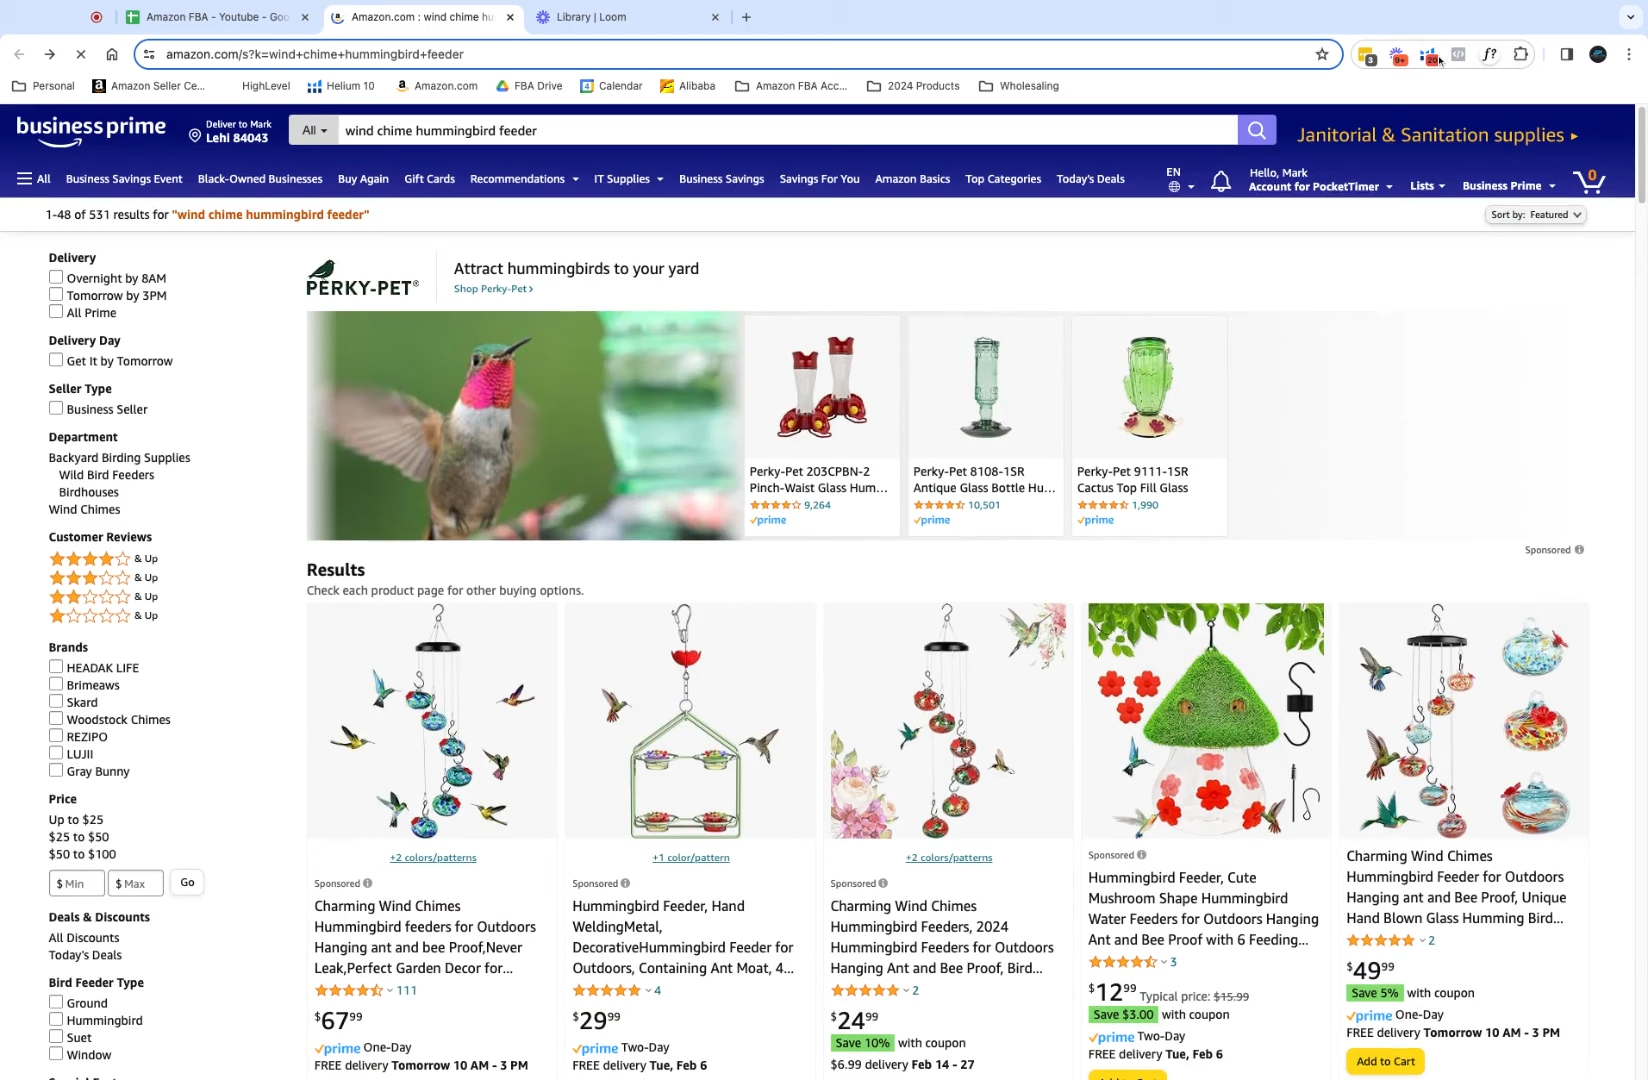 Amazon FBA - Youtube - Goo
Amazon.com : wind chime hu
Library | Loom
amazon.com/s?k=wind+chime+hummingbird+feeder
3
9+
20
f?
Personal
Amazon Seller Ce...
HighLevel
Helium 10
Amazon.com
FBA Drive
Calendar
Alibaba
Amazon FBA Acc...
2024 Products
Wholesaling
business prime
Deliver to Mark
Lehi 84043
All
wind chime hummingbird feeder
Janitorial & Sanitation supplies
All
Business Savings Event
Black-Owned Businesses
Buy Again
Gift Cards
Recommendations
IT Supplies
Business Savings
Savings For You
Amazon Basics
Top Categories
Today's Deals
EN
Hello, Mark
Account for PocketTimer
Lists
Business Prime
0
1-48 of 531 results for "wind chime hummingbird feeder"
Sort by: Featured
Delivery
Overnight by 8AM
Tomorrow by 3PM
All Prime
Delivery Day
Get It by Tomorrow
Seller Type
Business Seller
Department
Backyard Birding Supplies
Wild Bird Feeders
Birdhouses
Wind Chimes
Customer Reviews
& Up
& Up
& Up
& Up
Brands
HEADAK LIFE
Brimeaws
Skard
Woodstock Chimes
REZIPO
LUJII
Gray Bunny
Price
Up to $25
$25 to $50
$50 to $100
$ Min
$ Max
Go
Deals & Discounts
All Discounts
Today's Deals
Bird Feeder Type
Ground
Hummingbird
Suet
Window
PERKY-PET®
Attract hummingbirds to your yard
Shop Perky-Pet ›
Perky-Pet 203CPBN-2
Pinch-Waist Glass Hum...
9,264
prime
Perky-Pet 8108-1SR
Antique Glass Bottle Hu...
10,501
prime
Perky-Pet 9111-1SR
Cactus Top Fill Glass
1,990
prime
Sponsored
Results
Check each product page for other buying options.
+2 colors/patterns
Sponsored
Charming Wind Chimes
Hummingbird feeders for Outdoors
Hanging ant and bee Proof,Never
Leak,Perfect Garden Decor for...
111
$67.99
prime One-Day
FREE delivery Tomorrow 10 AM - 3 PM
+1 color/pattern
Sponsored
Hummingbird Feeder, Hand
WeldingMetal,
DecorativeHummingbird Feeder for
Outdoors, Containing Ant Moat, 4...
4
$29.99
prime Two-Day
FREE delivery Tue, Feb 6
+2 colors/patterns
Sponsored
Charming Wind Chimes
Hummingbird Feeders, 2024
Hummingbird Feeders for Outdoors
Hanging Ant and Bee Proof, Bird...
2
$24.99
Save 10% with coupon
$6.99 delivery Feb 14 - 27
Sponsored
Hummingbird Feeder, Cute
Mushroom Shape Hummingbird
Water Feeders for Outdoors Hanging
Ant and Bee Proof with 6 Feeding...
3
$12.99 Typical price: $15.99
Save $3.00 with coupon
prime Two-Day
FREE delivery Tue, Feb 6
Add to Cart
Charming Wind Chimes
Hummingbird Feeder for Outdoors
Hanging ant and Bee Proof, Unique
Hand Blown Glass Humming Bird...
2
$49.99
Save 5% with coupon
prime One-Day
FREE delivery Tomorrow 10 AM - 3 PM
Add to Cart